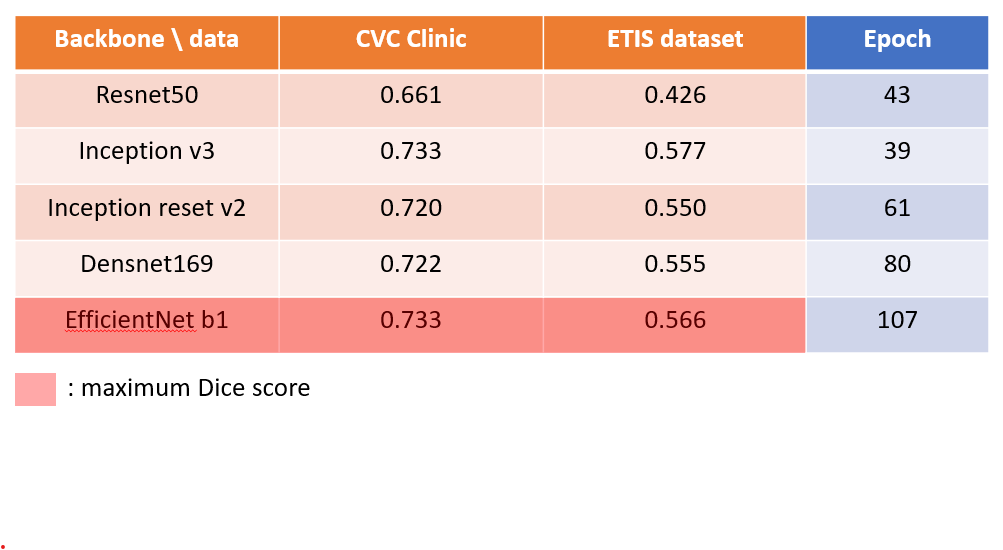 Backbone \ data CVC Clinic ETIS dataset Epoch
Resnet50 0.661 0.426 43
Inception v3 0.733 0.577 39
Inception reset v2 0.720 0.550 61
Densnet169 0.722 0.555 80
EfficientNet b1 0.733 0.566 107
: maximum Dice score